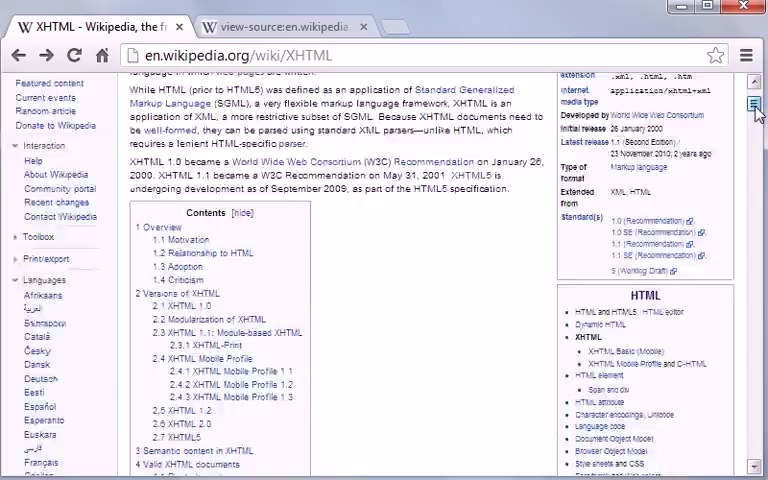 XHTML - Wikipedia, the fr
view-source:en.wikipedia.
en.wikipedia.org/wiki/XHTML
Featured content
Current events
Random article
Donate to Wikipedia
Interaction
Help
About Wikipedia
Community portal
Recent changes
Contact Wikipedia
Toolbox
Print/export
Languages
Afrikaans
العربية
Български
Català
Česky
Dansk
Deutsch
Eesti
Español
Esperanto
Euskara
فارسی
Français
language in which web pages are written.
While HTML (prior to HTML5) was defined as an application of Standard Generalized
Markup Language (SGML), a very flexible markup language framework, XHTML is an
application of XML, a more restrictive subset of SGML. Because XHTML documents need to
be well-formed, they can be parsed using standard XML parsers—unlike HTML, which
requires a lenient HTML-specific parser.
XHTML 1.0 became a World Wide Web Consortium (W3C) Recommendation on January 26,
2000. XHTML 1.1 became a W3C Recommendation on May 31, 2001 XHTML5 is
undergoing development as of September 2009, as part of the HTML5 specification.
Contents [hide]
1 Overview
1.1 Motivation
1.2 Relationship to HTML
1.3 Adoption
1.4 Criticism
2 Versions of XHTML
2.1 XHTML 1.0
2.2 Modularization of XHTML
2.3 XHTML 1.1: Module-based XHTML
2.3.1 XHTML-Print
2.4 XHTML Mobile Profile
2.4.1 XHTML Mobile Profile 1.1
2.4.2 XHTML Mobile Profile 1.2
2.4.3 XHTML Mobile Profile 1.3
2.5 XHTML 1.2
2.6 XHTML 2.0
2.7 XHTML5
3 Semantic content in XHTML
4 Valid XHTML documents
extension .xml, .html, .htm
Internet application/xhtml+xml
media type
Developed by World Wide Web Consortium
Initial release 26 January 2000
Latest release 1.1 (Second Edition) /
23 November 2010; 2 years ago
Type of Markup language
format
Extended XML, HTML
from
Standard(s) 1.0 (Recommendation)
1.0 SE (Recommendation)
1.1 (Recommendation)
1.1 SE (Recommendation)
5 (Working Draft)
HTML
HTML and HTML5, HTML editor
Dynamic HTML
XHTML
XHTML Basic (Mobile)
XHTML Mobile Profile and C-HTML
HTML element
Span and div
HTML attribute
Character encodings, Unicode
Language code
Document Object Model
Browser Object Model
Style sheets and CSS